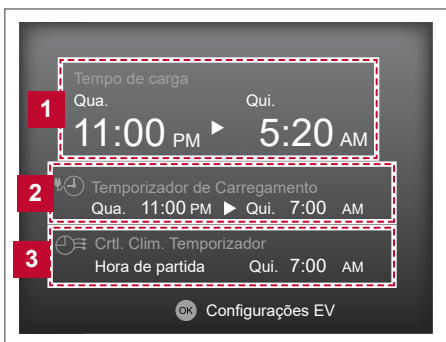 Tempo de carga
Qua. Qui.
1
11:00 PM 5:20 AM
2
Temporizador de Carregamento
Qua. 11:00 PM Qui. 7:00 AM
3
Crtl. Clim. Temporizador
Hora de partida Qui. 7:00 AM
OK Configurações EV